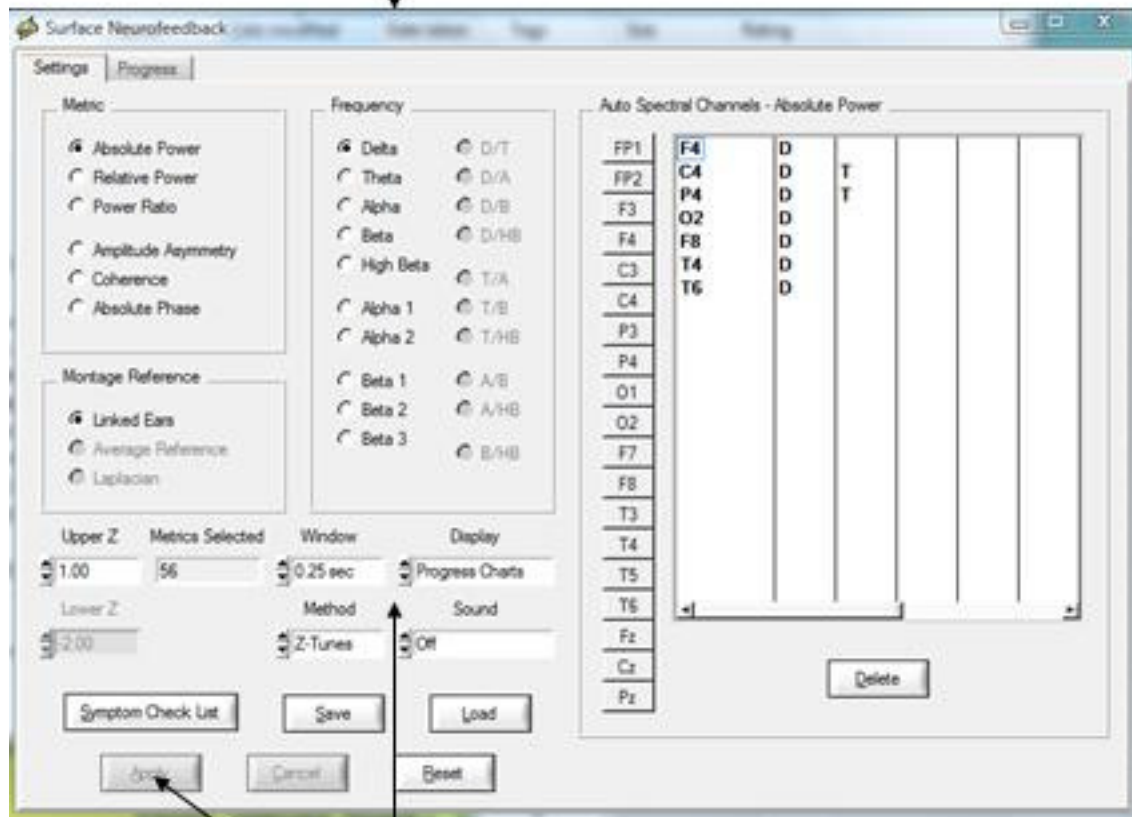 Surface Neurofeedback
Settings Progress
Metric
Absolute Power
Relative Power
Power Ratio
Amplitude Asymmetry
Coherence
Absolute Phase
Montage Reference
Linked Ears
Average Reference
Laplacian
Frequency
Delta D/T
Theta D/A
Alpha D/B
Beta D/HB
High Beta
T/A
Alpha 1 T/B
Alpha 2 T/HB
Beta 1 A/B
Beta 2 A/HB
Beta 3
B/HB
Upper Z Metrics Selected Window Display
1.00 56 0.25 sec Progress Charts
Lower Z Method Sound
-2.00 Z-Tunes Off
Symptom Check List Save Load
Apply Cancel Reset
Auto Spectral Channels - Absolute Power
FP1
FP2
F3
F4
C3
C4
P3
P4
O1
O2
F7
F8
T3
T4
T5
T6
Fz
Cz
Pz
F4 D
C4 D T
P4 D T
O2 D
F8 D
T4 D
T6 D
Delete